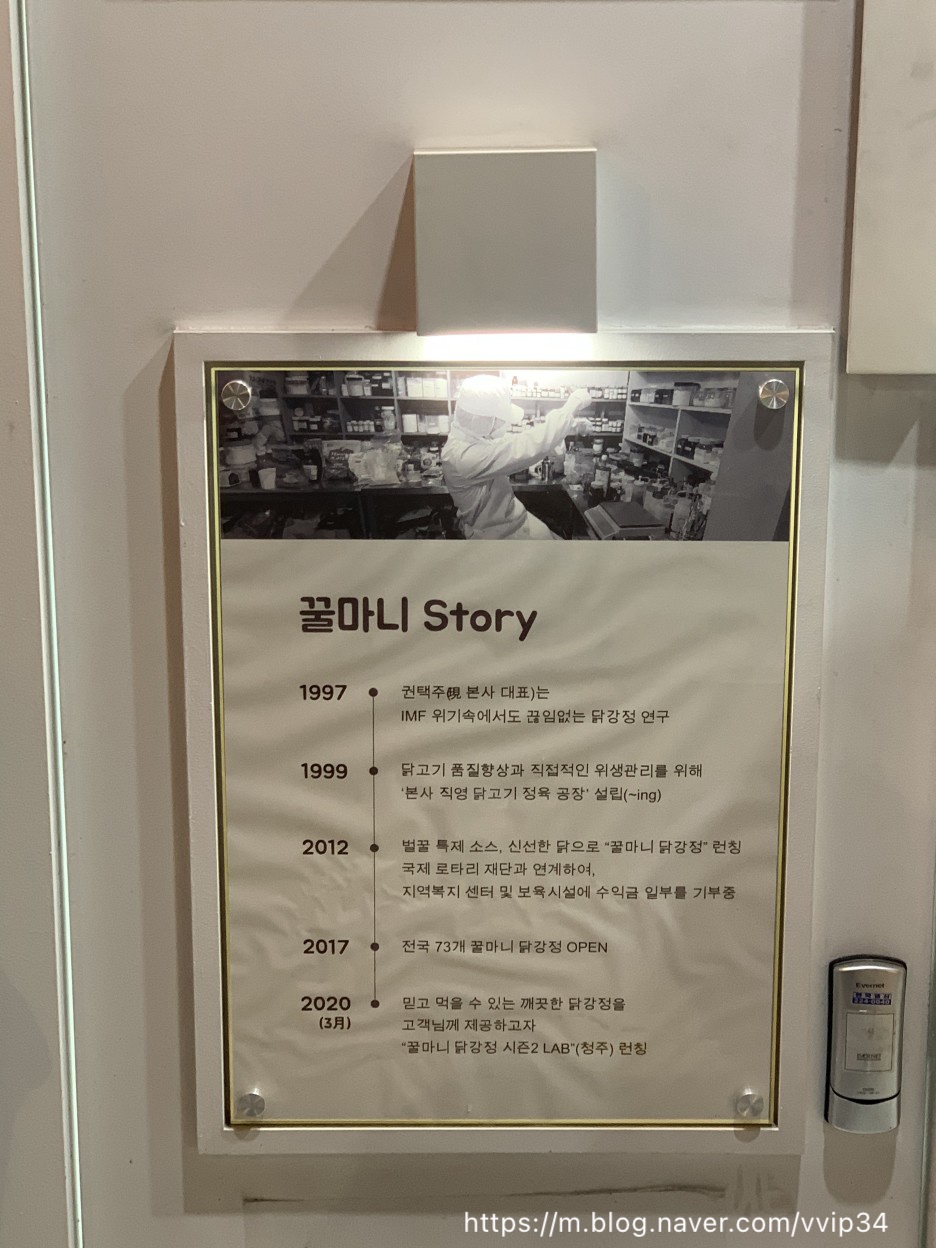 꿀마니 Story
1997
권택주(現 본사 대표)는
IMF 위기속에서도 끊임없는 닭강정 연구
1999
닭고기 품질향상과 직접적인 위생관리를 위해
‘본사 직영 닭고기 정육 공장’ 설립(~ing)
2012
벌꿀 특제 소스, 신선한 닭으로 “꿀마니 닭강정” 런칭
국제 로타리 재단과 연계하여,
지역복지 센터 및 보육시설에 수익금 일부를 기부중
2017
전국 73개 꿀마니 닭강정 OPEN
2020
(3月)
믿고 먹을 수 있는 깨끗한 닭강정을
고객님께 제공하고자
“꿀마니 닭강정 시즌2 LAB”(청주) 런칭
Evernet
https://m.blog.naver.com/vvip34